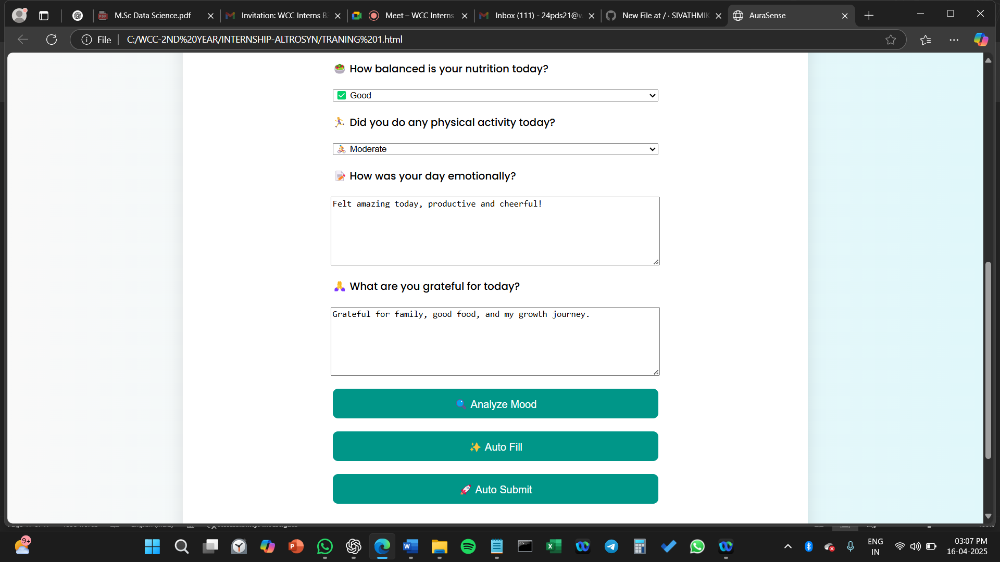 M.Sc Data Science.pdf
Invitation: WCC Interns B
Meet – WCC Interns
Inbox (111) - 24pds21@w
New File at / · SIVATHMIK
AuraSense
File
C:/WCC-2ND%20YEAR/INTERNSHIP-ALTROSYN/TRANING%201.html
🥗 How balanced is your nutrition today?
✅ Good
🏃‍♀️ Did you do any physical activity today?
🚴 Moderate
📝 How was your day emotionally?
Felt amazing today, productive and cheerful!
🙏 What are you grateful for today?
Grateful for family, good food, and my growth journey.
🔍 Analyze Mood
✨ Auto Fill
🚀 Auto Submit
9+
ENG
IN
03:07 PM
16-04-2025